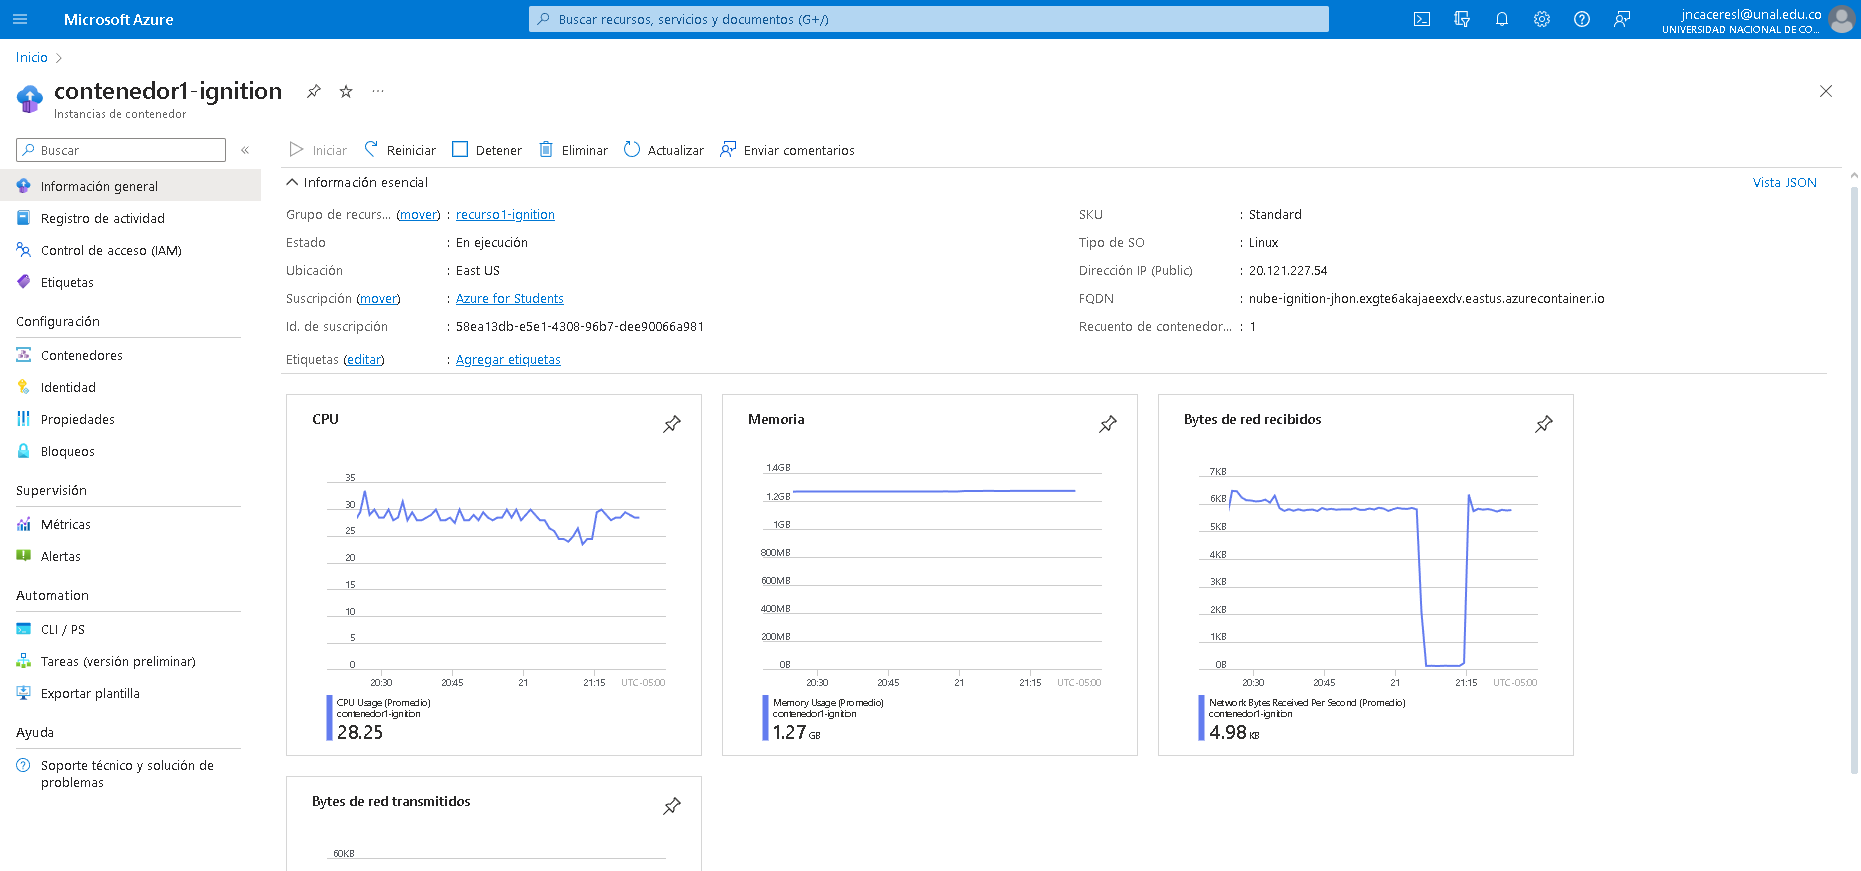 Microsoft Azure
Buscar recursos, servicios y documentos (G+/)
jncaceresl@unal.edu.co
UNIVERSIDAD NACIONAL DE CO...
Inicio
contenedor1-ignition
Instancias de contenedor
Buscar
Iniciar
Reiniciar
Detener
Eliminar
Actualizar
Enviar comentarios
Información general
Registro de actividad
Control de acceso (IAM)
Etiquetas
Configuración
Contenedores
Identidad
Propiedades
Bloqueos
Supervisión
Métricas
Alertas
Automation
CLI / PS
Tareas (versión preliminar)
Exportar plantilla
Ayuda
Soporte técnico y solución de
problemas
Información esencial
Vista JSON
Grupo de recurs... (mover) : recurso1-ignition
Estado : En ejecución
Ubicación : East US
Suscripción (mover) : Azure for Students
Id. de suscripción : 58ea13db-e5e1-4308-96b7-dee90066a981
Etiquetas (editar) : Agregar etiquetas
SKU : Standard
Tipo de SO : Linux
Dirección IP (Public) : 20.121.227.54
FQDN : nube-ignition-jhon.exgte6akajaeexdv.eastus.azurecontainer.io
Recuento de contenedor... : 1
CPU
35
30
25
20
15
10
5
0
20:30 20:45 21 21:15 UTC-05:00
CPU Usage (Promedio)
contenedor1-ignition
28.25
Memoria
1.4GB
1.2GB
1GB
800MB
600MB
400MB
200MB
0B
20:30 20:45 21 21:15 UTC-05:00
Memory Usage (Promedio)
contenedor1-ignition
1.27 GB
Bytes de red recibidos
7KB
6KB
5KB
4KB
3KB
2KB
1KB
0B
20:30 20:45 21 21:15 UTC-05:00
Network Bytes Received Per Second (Promedio)
contenedor1-ignition
4.98 KB
Bytes de red transmitidos
60KB